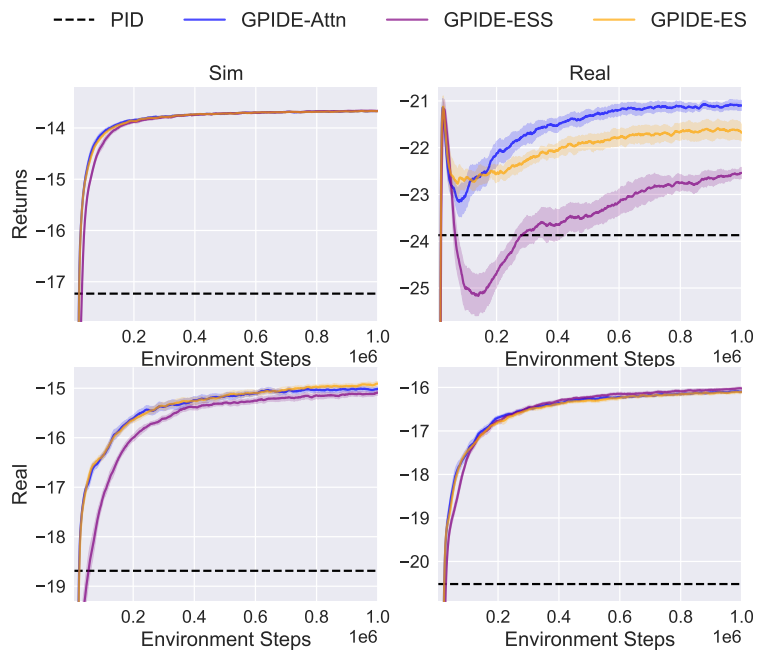 PID GPIDE-Attn GPIDE-ESS GPIDE-ES
Sim Real
Returns
−14
−15
−16
−17
0.2 0.4 0.6 0.8 1.0
Environment Steps 1e6
−21
−22
−23
−24
−25
0.2 0.4 0.6 0.8 1.0
Environment Steps 1e6
Real
−15
−16
−17
−18
−19
0.2 0.4 0.6 0.8 1.0
Environment Steps 1e6
−16
−17
−18
−19
−20
0.2 0.4 0.6 0.8 1.0
Environment Steps 1e6